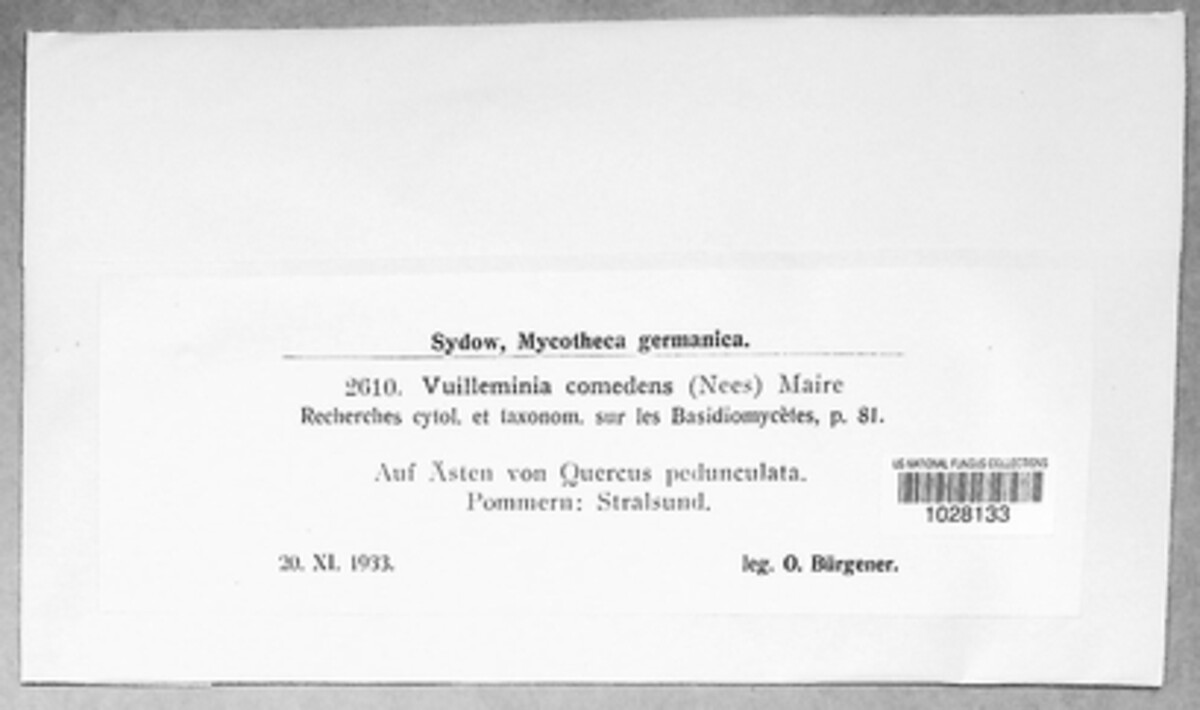 Sydow, Mycotheca germanica.
2610. Vuilleminia comedens (Nees) Maire
Recherches cytol. et taxonom. sur les Basidiomycètes, p. 81.
Auf Ästen von Quercus pedunculata.
Pommern: Stralsund.
US NATIONAL FUNGUS COLLECTIONS
1028133
20. XI. 1933.
leg. O. Bürgener.